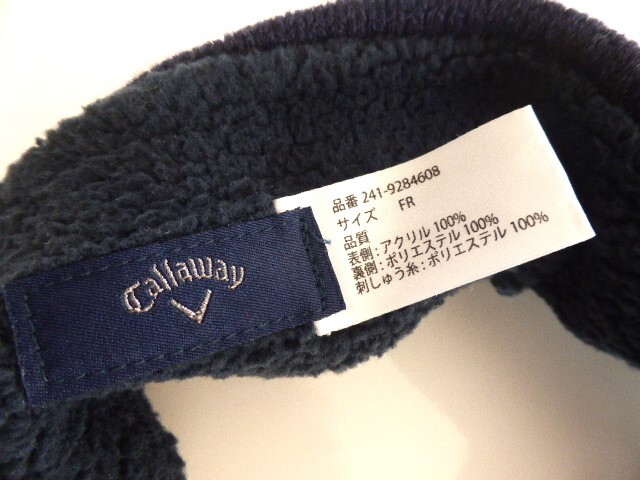 Callaway
品番 241-9284608
サイズ FR
品質
表側:アクリル 100%
裏側:ポリエステル 100%
刺しゅう糸:ポリエステル 100%